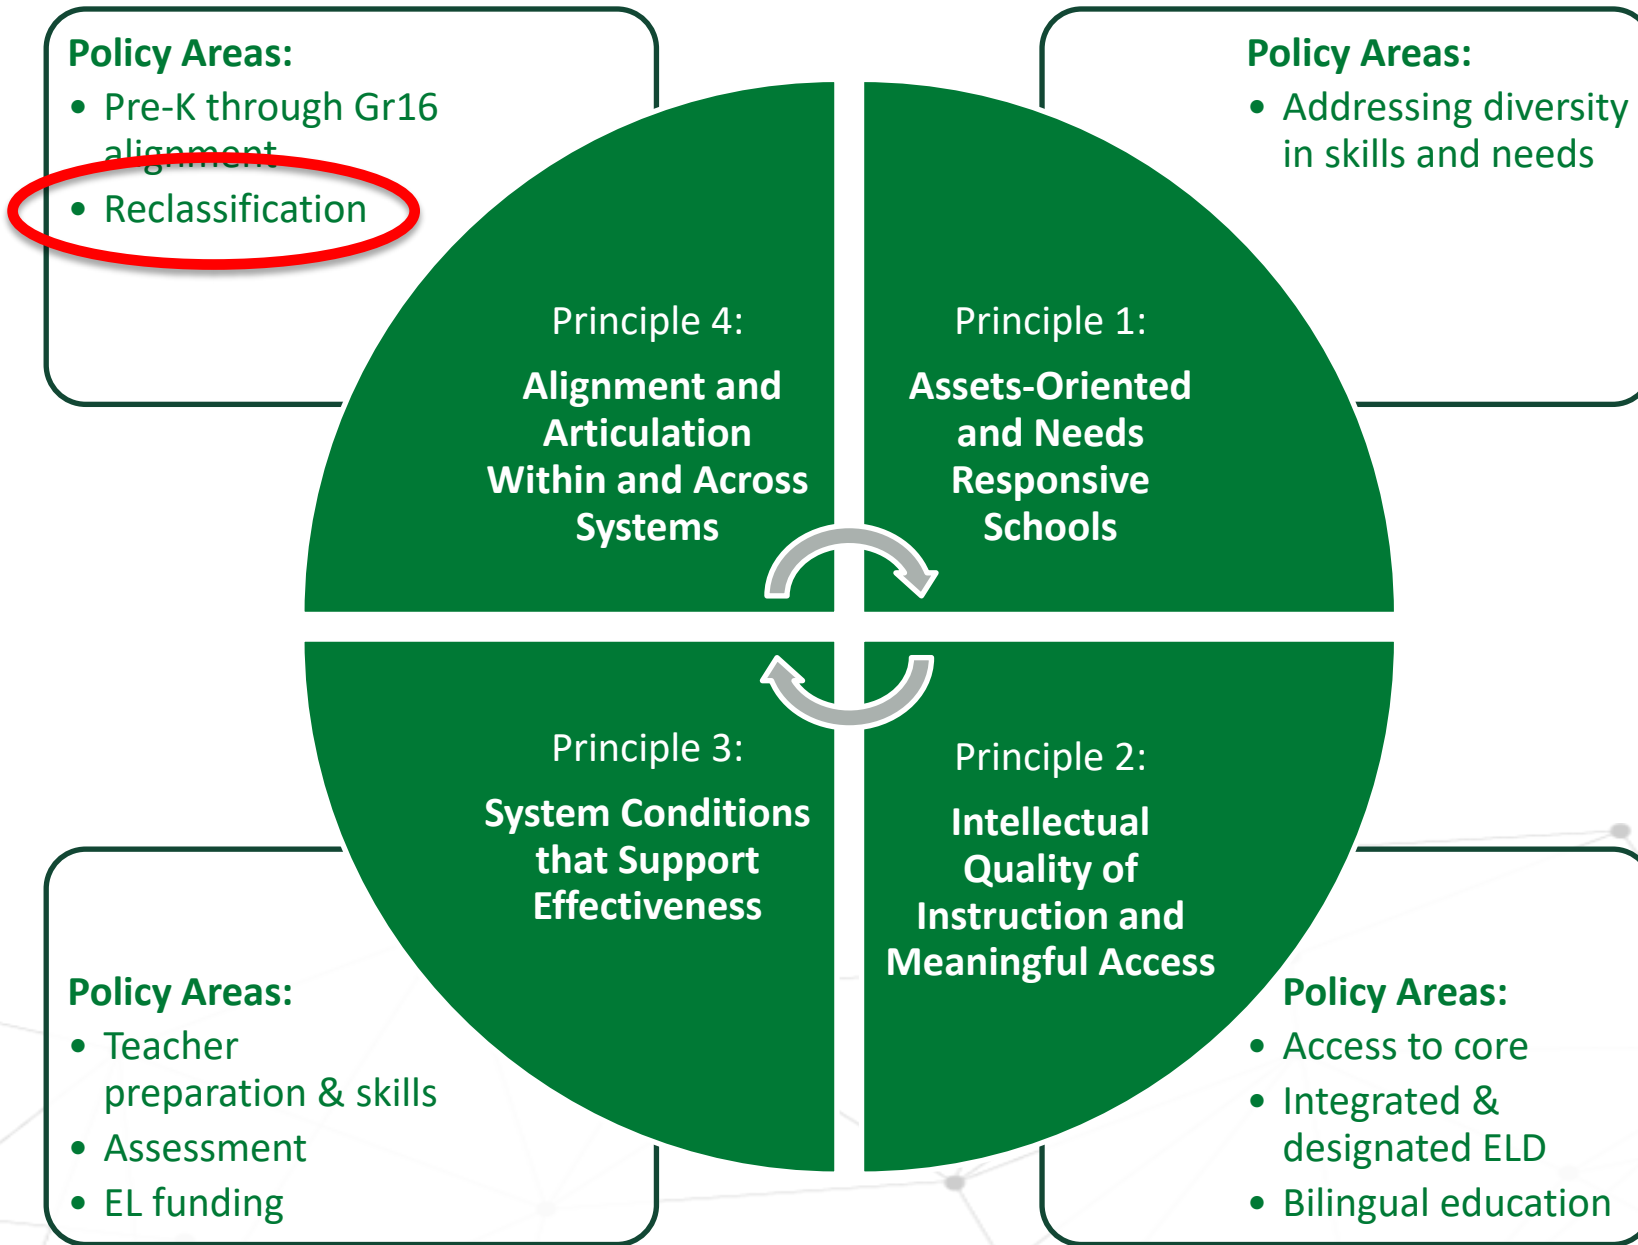 Policy Areas:
• Pre-K through Gr16
alignment
• Reclassification
Policy Areas:
• Addressing diversity
in skills and needs
Principle 4:
Alignment and
Articulation
Within and Across
Systems
Principle 1:
Assets-Oriented
and Needs
Responsive
Schools
Principle 3:
System Conditions
that Support
Effectiveness
Principle 2:
Intellectual
Quality of
Instruction and
Meaningful Access
Policy Areas:
• Teacher
preparation & skills
• Assessment
• EL funding
Policy Areas:
• Access to core
• Integrated &
designated ELD
• Bilingual education